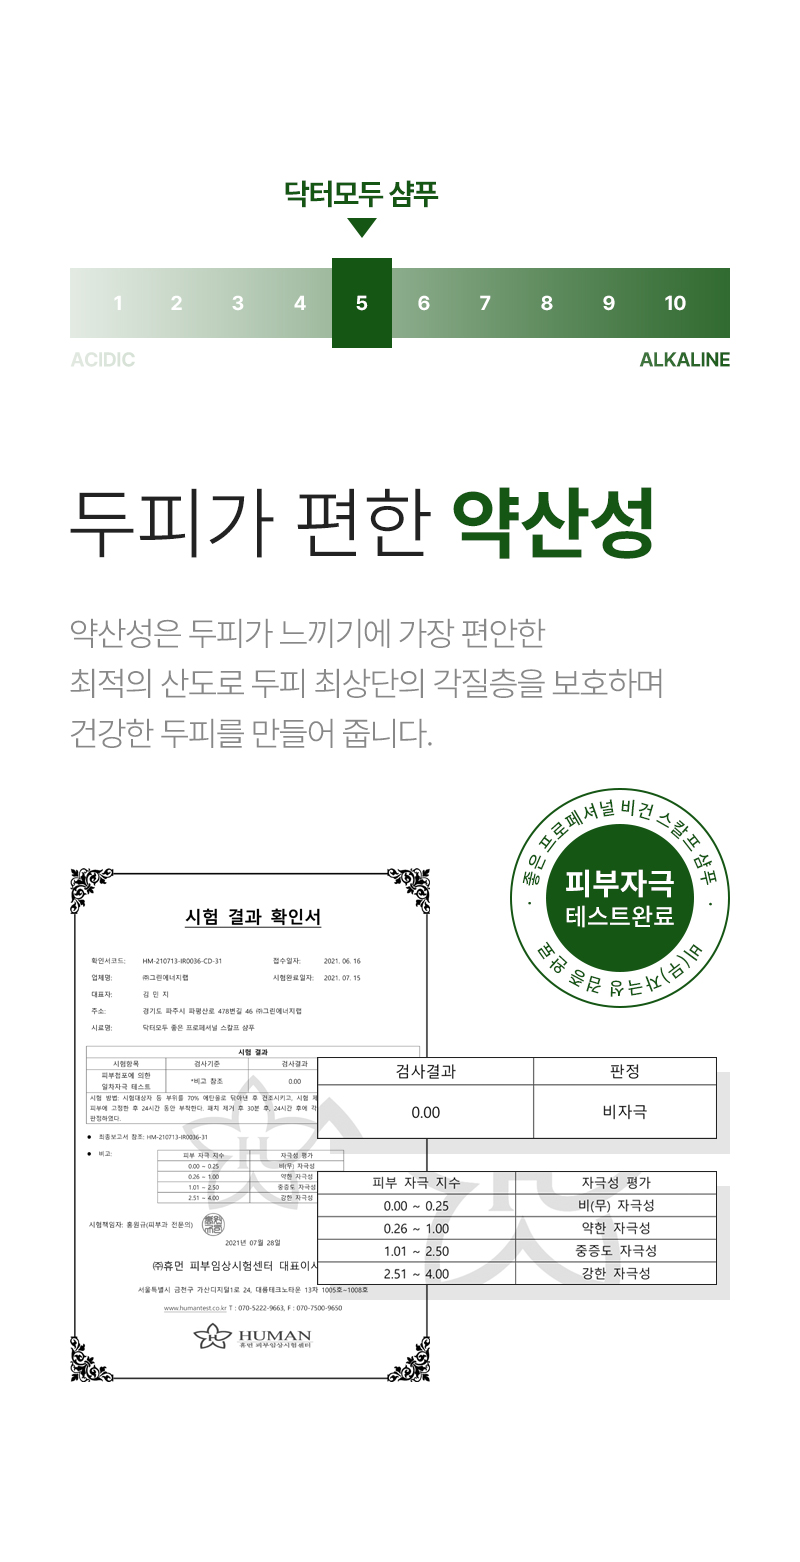 닥터모두 샴푸
1 2 3 4 5 6 7 8 9 10
ACIDIC ALKALINE
두피가 편한 약산성
약산성은 두피가 느끼기에 가장 편안한
최적의 산도로 두피 최상단의 각질층을 보호하며
건강한 두피를 만들어 줍니다.
· 좋은 프로페셔널 비건 스칼프 샴푸 ·
피부자극
테스트완료
비(무)자극성 검증 완료
시험 결과 확인서
확인서코드: HM-210713-IR0036-CD-31 접수일자: 2021. 06. 16
업체명: ㈜그린에너지랩 시험완료일자: 2021. 07. 15
대표자: 김 민 지
주소: 경기도 파주시 파평산로 478번길 46 ㈜그린에너지랩
시료명: 닥터모두 좋은 프로페셔널 스칼프 샴푸
시험 결과
시험항목 검사기준 검사결과
피부첩포에 의한
일차자극 테스트 *비고 참조 0.00
시험 방법: 시험대상자 등 부위를 70% 에탄올로 닦아낸 후 건조시키고, 시험
피부에 고정한 후 24시간 동안 부착한다. 패치 제거 후 30분 후, 24시간 후에 각
판정하였다.
● 최종보고서 참조: HM-210713-IR0036-31
● 비고:
피부 자극 지수 자극성 평가
0.00 ~ 0.25 비(무) 자극성
0.26 ~ 1.00 약한 자극성
1.01 ~ 2.50 중증도 자극성
2.51 ~ 4.00 강한 자극성
검사결과 판정
0.00 비자극
피부 자극 지수 자극성 평가
0.00 ~ 0.25 비(무) 자극성
0.26 ~ 1.00 약한 자극성
1.01 ~ 2.50 중증도 자극성
2.51 ~ 4.00 강한 자극성
시험책임자: 홍원규(피부과 전문의)
2021년 07월 28일
㈜휴먼 피부임상시험센터 대표이사
서울특별시 금천구 가산디지털1로 24, 대륭테크노타운 13차 1005호~1008호
www.humantest.co.kr T : 070-5222-9663, F : 070-7500-9650
HUMAN
휴먼 피부임상시험센터